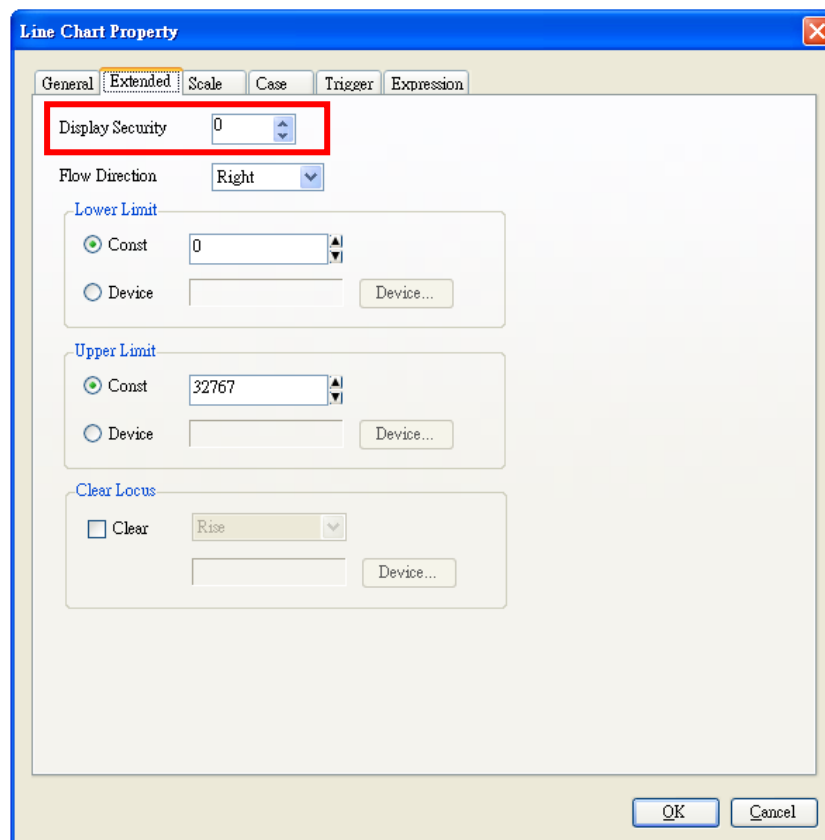 Line Chart Property
General Extended Scale Case Trigger Expression
Display Security 0
Flow Direction Right
Lower Limit
Const 0
Device Device...
Upper Limit
Const 32767
Device Device...
Clear Locus
Clear Rise
Device...
OK Cancel